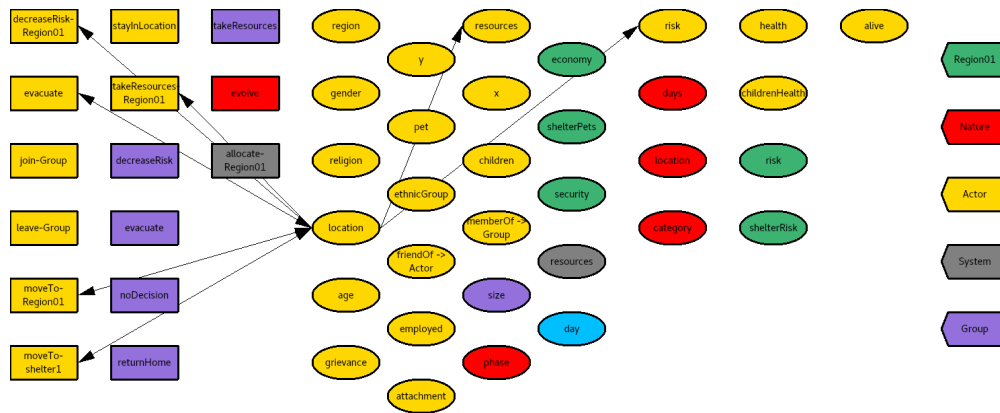 decreaseRisk-
Region01
stayInLocation
takeResources
region
resources
risk
health
alive
y
economy
Region01
evacuate
takeResources-
Region01
evolve
gender
x
days
childrenHealth
pet
shelterPets
Nature
join-Group
decreaseRisk
allocate-
Region01
religion
children
location
risk
ethnicGroup
security
Actor
leave-Group
evacuate
location
memberOf ->
Group
category
shelterRisk
friendOf ->
Actor
resources
System
moveTo-
Region01
noDecision
age
size
employed
day
Group
moveTo-
shelter1
returnHome
grievance
phase
attachment